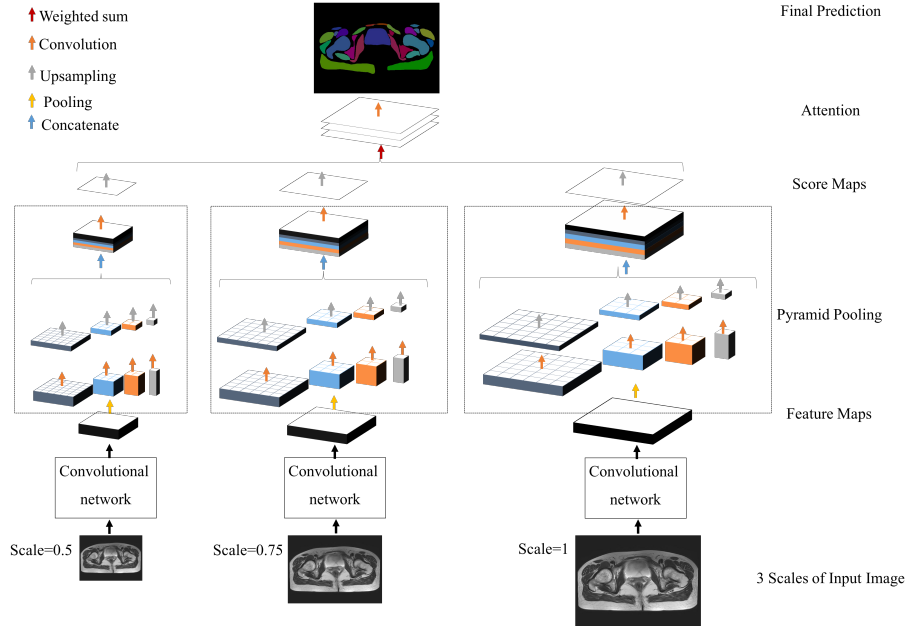 Weighted sum
Convolution
Upsampling
Pooling
Concatenate
Final Prediction
Attention
Score Maps
Pyramid Pooling
Feature Maps
Convolutional
network
Convolutional
network
Convolutional
network
Scale=0.5
Scale=0.75
Scale=1
3 Scales of Input Image